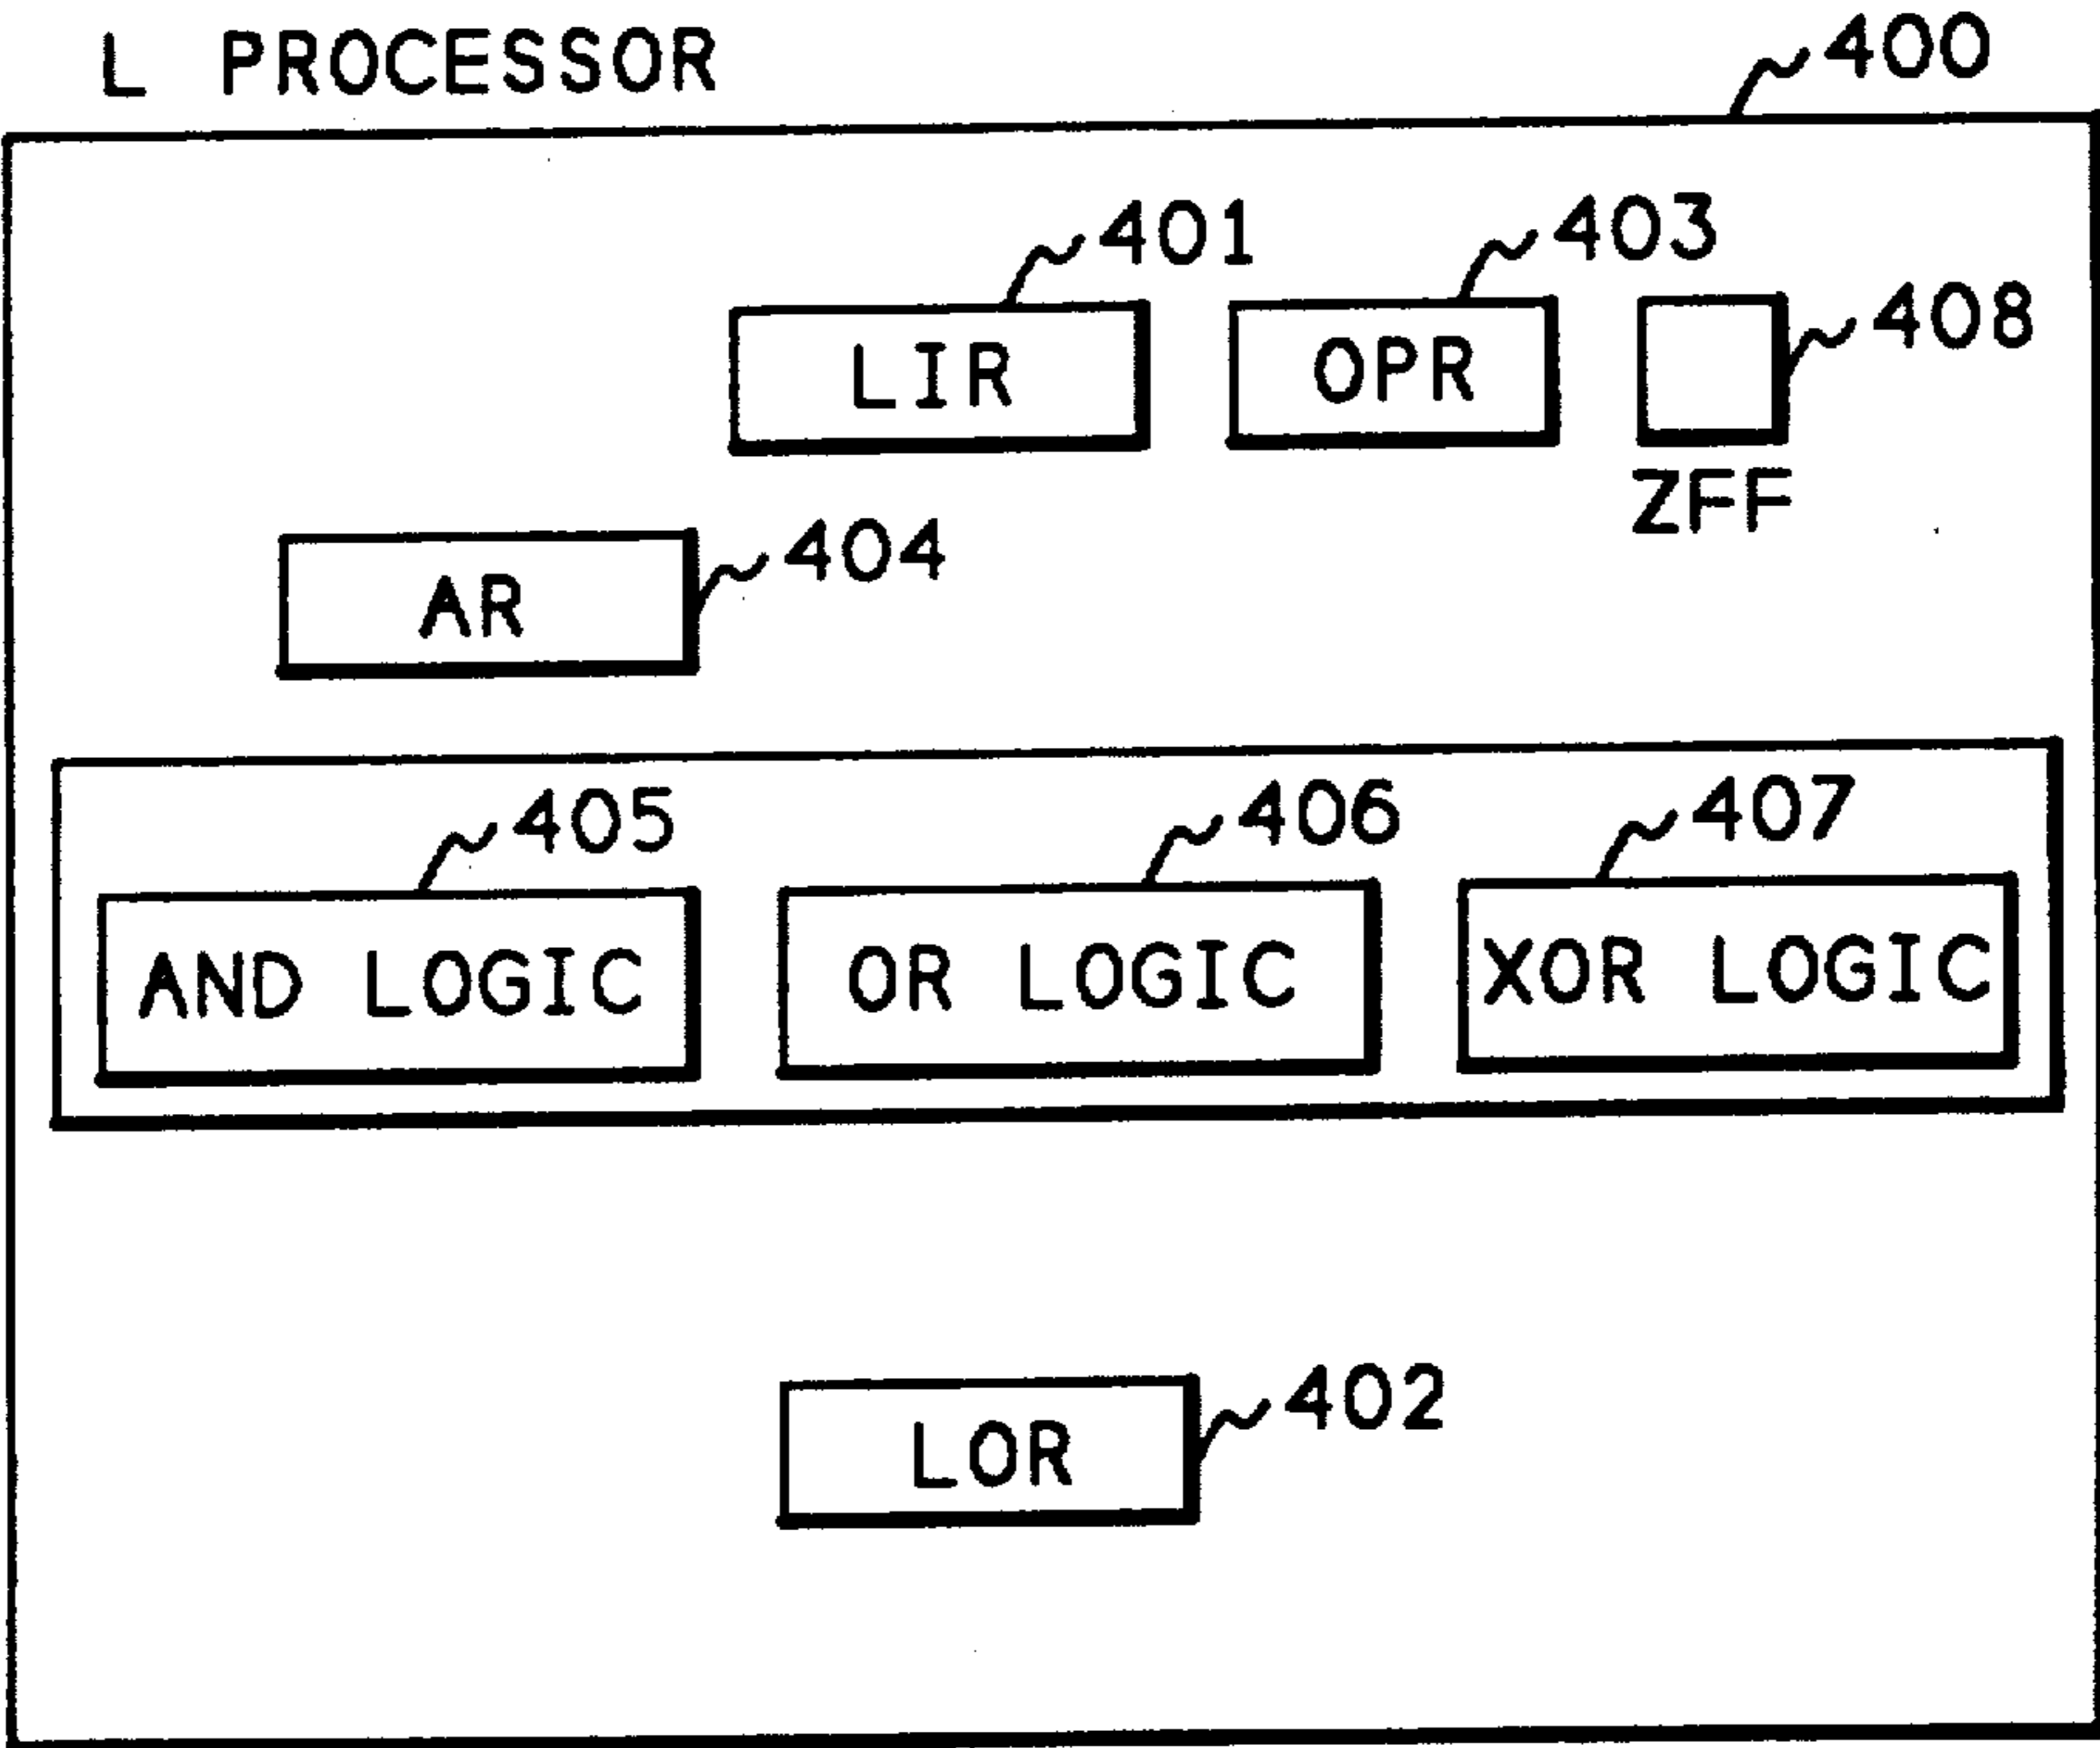 L PROCESSOR
400
401
403
408
LIR
OPR
ZFF
404
AR
405
406
407
AND LOGIC
OR LOGIC
XOR LOGIC
402
LOR